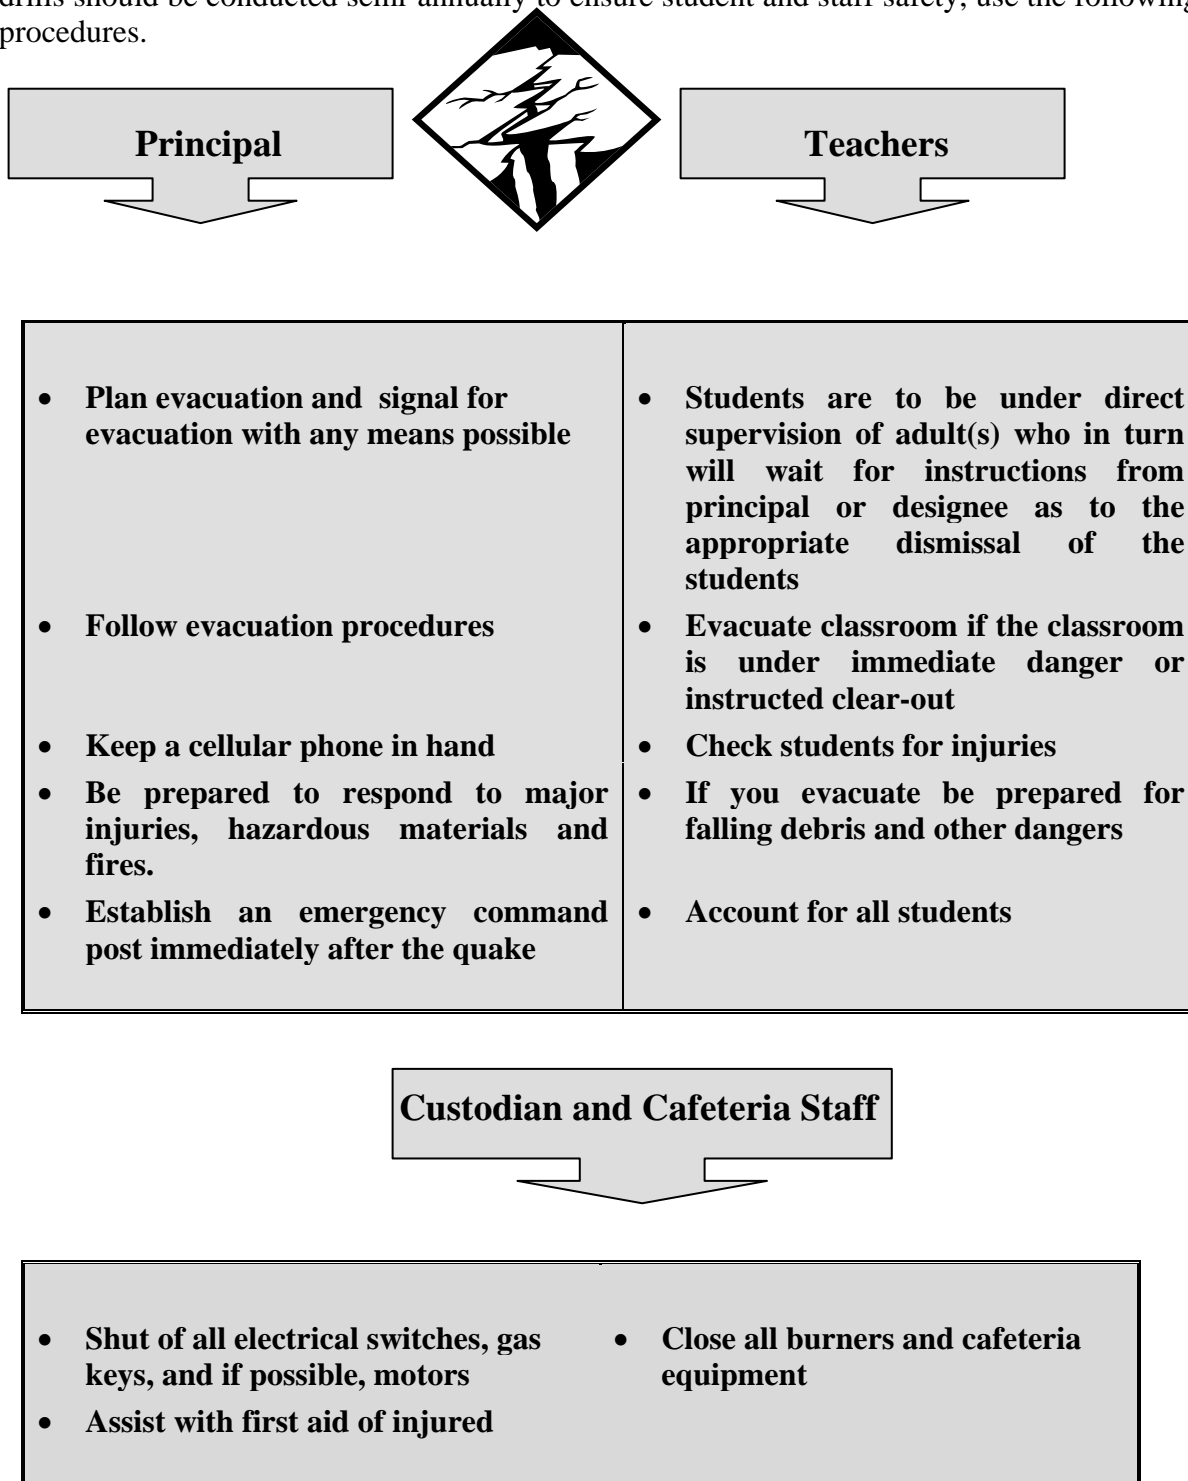 drills should be conducted semi-annually to ensure student and staff safety, use the following
procedures.
Principal
Teachers
• Plan evacuation and signal for
evacuation with any means possible
• Students are to be under direct
supervision of adult(s) who in turn
will wait for instructions from
principal or designee as to the
appropriate dismissal of the
students
• Follow evacuation procedures
• Evacuate classroom if the classroom
is under immediate danger or
instructed clear-out
• Keep a cellular phone in hand
• Check students for injuries
• Be prepared to respond to major
injuries, hazardous materials and
fires.
• If you evacuate be prepared for
falling debris and other dangers
• Establish an emergency command
post immediately after the quake
• Account for all students
Custodian and Cafeteria Staff
• Shut of all electrical switches, gas
keys, and if possible, motors
• Close all burners and cafeteria
equipment
• Assist with first aid of injured